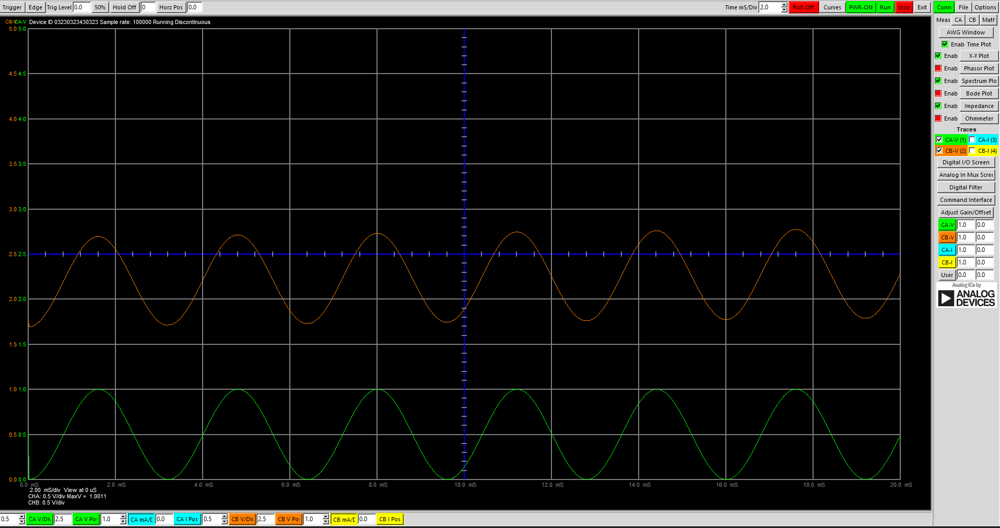 Trigger Edge Trig Level 0.0 50% Hold Off 0 Horz Pos 0.0 Time mS/Div 2.0 Roll-Off Curves PWR-ON Run Stop Exit Conn File Options
CA-V Device ID 03230323430323 Sample rate: 100000 Running Discontinuous
Meas CA CB Math
AWG Window
Enab Time Plot
Enab X-Y Plot
Enab Phasor Plot
Enab Spectrum Plo
Enab Bode Plot
Enab Impedance
Enab Ohmmeter
Traces
CA-V (1) CA-I (3)
CB-V (2) CB-I (4)
Digital I/O Screen
Analog In Mux Scree
Digital Filter
Command Interface
Adjust Gain/Offset
CA-V 1.0 0.0
CB-V 1.0 0.0
CA-I 1.0 0.0
CB-I 1.0 0.0
User 0.0 0.0
Analog ICs by
ANALOG
DEVICES
5.0 5.0
4.5 4.5
4.0 4.0
3.5 3.5
3.0 3.0
2.5 2.5
2.0 2.0
1.5 1.5
1.0 1.0
0.5 0.5
0.0 0.0
0.0 mS 2.0 mS 4.0 mS 6.0 mS 8.0 mS 10.0 mS 12.0 mS 14.0 mS 16.0 mS 18.0 mS 20.0 mS
2.00 mS/div View at 0 uS
CHA: 0.5 V/div MaxV = 1.0011
CHB: 0.5 V/div
0.5 CA V/Div 2.5 CA V Pos 1.0 CA mA/D 0.0 CA I Pos 0.5 CB V/Div 2.5 CB V Pos 1.0 CB mA/D 0.0 CB I Pos